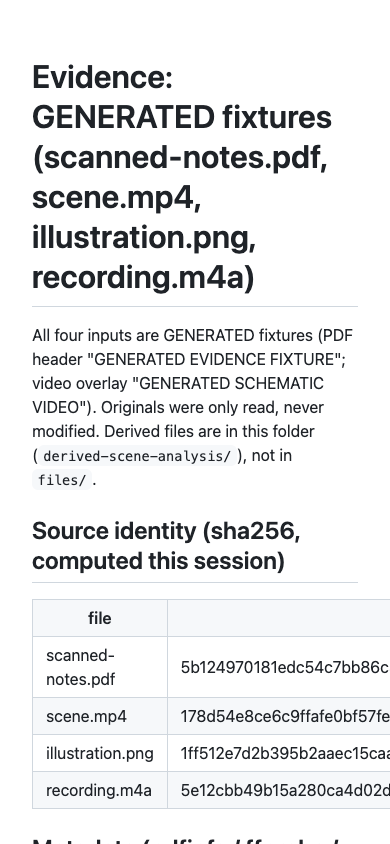 Evidence:
GENERATED fixtures
(scanned-notes.pdf,
scene.mp4,
illustration.png,
recording.m4a)
All four inputs are GENERATED fixtures (PDF
header "GENERATED EVIDENCE FIXTURE";
video overlay "GENERATED SCHEMATIC
VIDEO"). Originals were only read, never
modified. Derived files are in this folder
( derived-scene-analysis/ ), not in
files/ .
Source identity (sha256,
computed this session)
file
scanned-
notes.pdf
5b124970181edc54c7bb86c
scene.mp4 178d54e8ce6c9ffafe0bf57fe
illustration.png 1ff512e7d2b395b2aaec15caa
recording.m4a 5e12cbb49b15a280ca4d02d